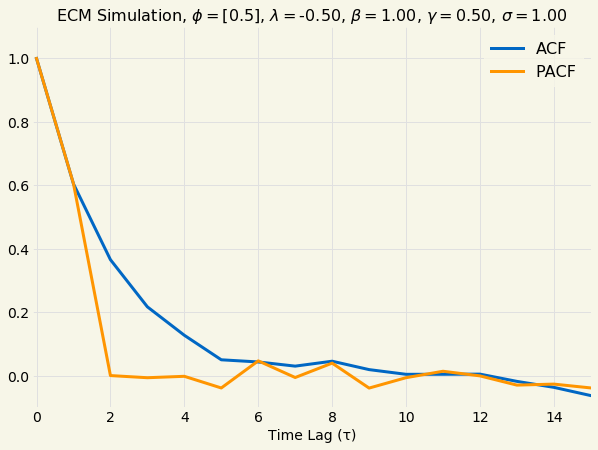 ECM Simulation, ϕ = [0.5], λ = -0.50, β = 1.00, γ = 0.50, σ = 1.00
ACF
PACF
1.0
0.8
0.6
0.4
0.2
0.0
0 2 4 6 8 10 12 14
Time Lag (τ)